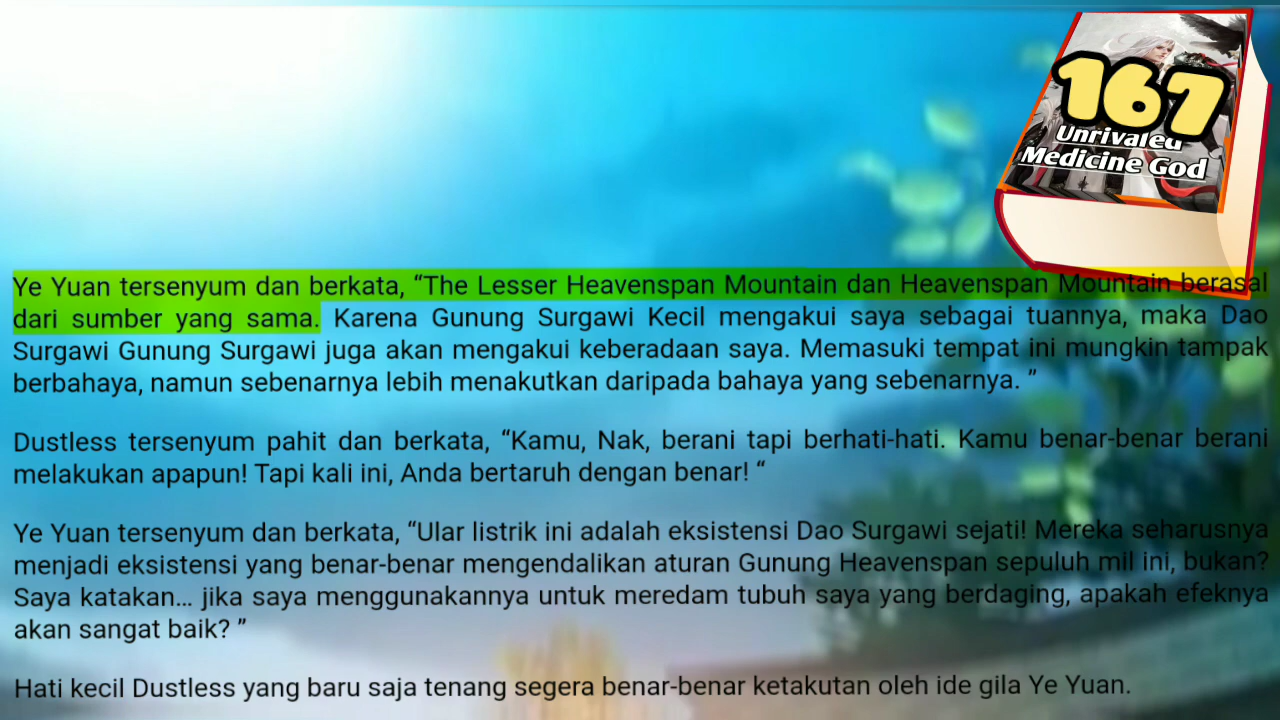 167
Unrivaled
Medicine God
Ye Yuan tersenyum dan berkata, “The Lesser Heavenspan Mountain dan Heavenspan Mountain berasal
dari sumber yang sama. Karena Gunung Surgawi Kecil mengakui saya sebagai tuannya, maka Dao
Surgawi Gunung Surgawi juga akan mengakui keberadaan saya. Memasuki tempat ini mungkin tampak
berbahaya, namun sebenarnya lebih menakutkan daripada bahaya yang sebenarnya. ”
Dustless tersenyum pahit dan berkata, “Kamu, Nak, berani tapi berhati-hati. Kamu benar-benar berani
melakukan apapun! Tapi kali ini, Anda bertaruh dengan benar! “
Ye Yuan tersenyum dan berkata, “Ular listrik ini adalah eksistensi Dao Surgawi sejati! Mereka seharusnya
menjadi eksistensi yang benar-benar mengendalikan aturan Gunung Heavenspan sepuluh mil ini, bukan?
Saya katakan… jika saya menggunakannya untuk meredam tubuh saya yang berdaging, apakah efeknya
akan sangat baik? ”
Hati kecil Dustless yang baru saja tenang segera benar-benar ketakutan oleh ide gila Ye Yuan.